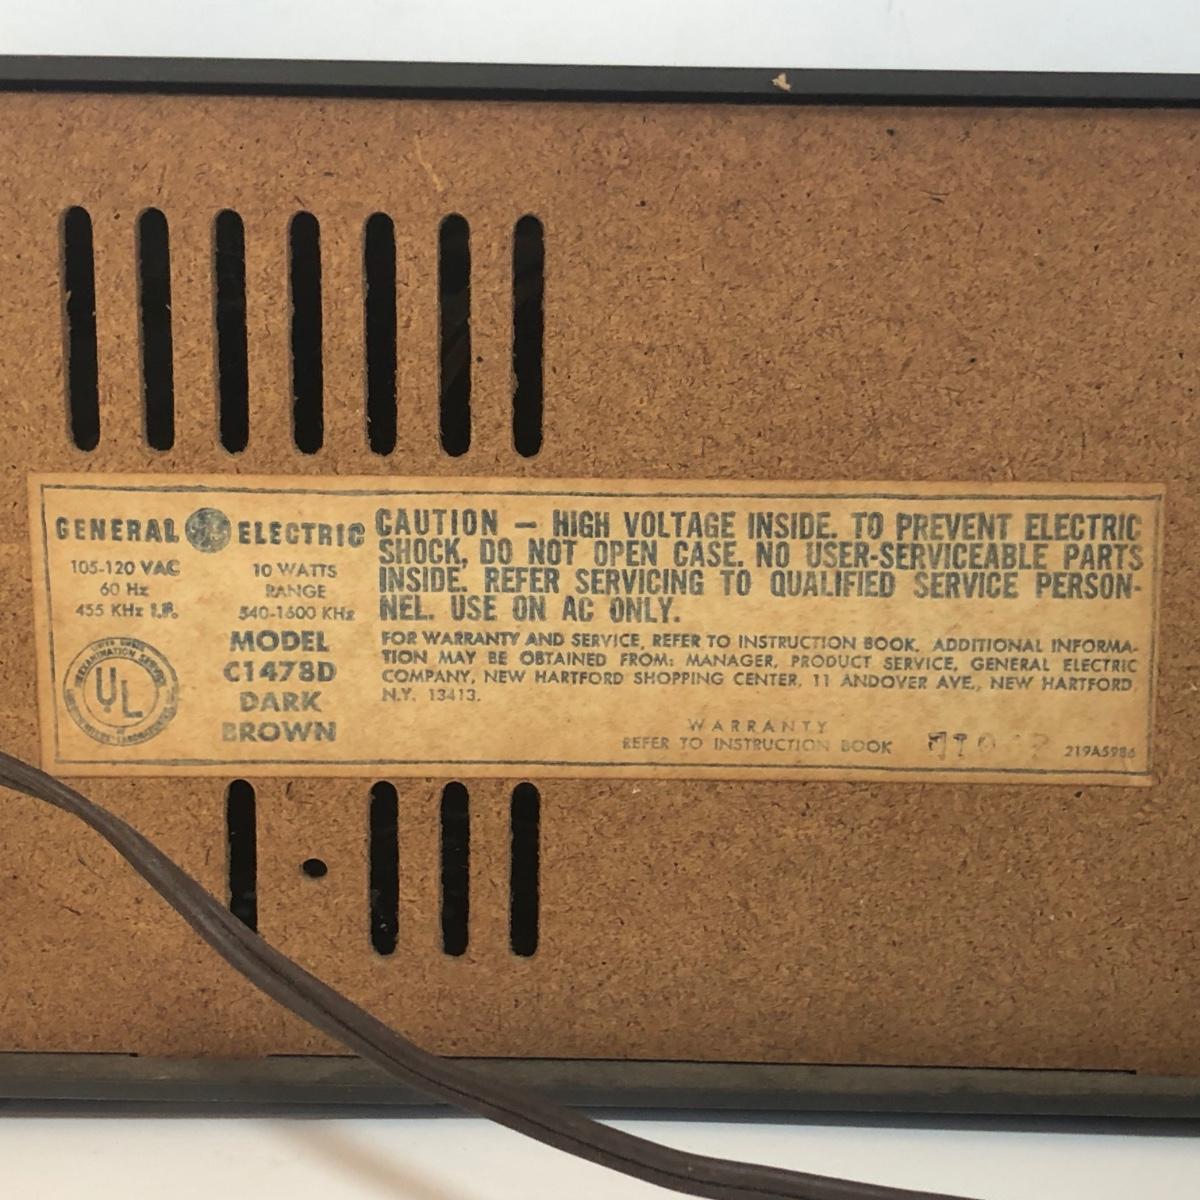 GENERAL GE ELECTRIC
105-120 VAC
60 Hz
455 KHz I.F.
10 WATTS
RANGE
540-1600 KHz
MODEL
C1478D
DARK
BROWN
UL
CAUTION — HIGH VOLTAGE INSIDE. TO PREVENT ELECTRIC
SHOCK, DO NOT OPEN CASE. NO USER-SERVICEABLE PARTS
INSIDE. REFER SERVICING TO QUALIFIED SERVICE PERSON-
NEL. USE ON AC ONLY.
FOR WARRANTY AND SERVICE, REFER TO INSTRUCTION BOOK. ADDITIONAL INFORMA-
TION MAY BE OBTAINED FROM: MANAGER, PRODUCT SERVICE, GENERAL ELECTRIC
COMPANY, NEW HARTFORD SHOPPING CENTER, 11 ANDOVER AVE., NEW HARTFORD
N.Y. 13413.
WARRANTY
REFER TO INSTRUCTION BOOK
219A5986